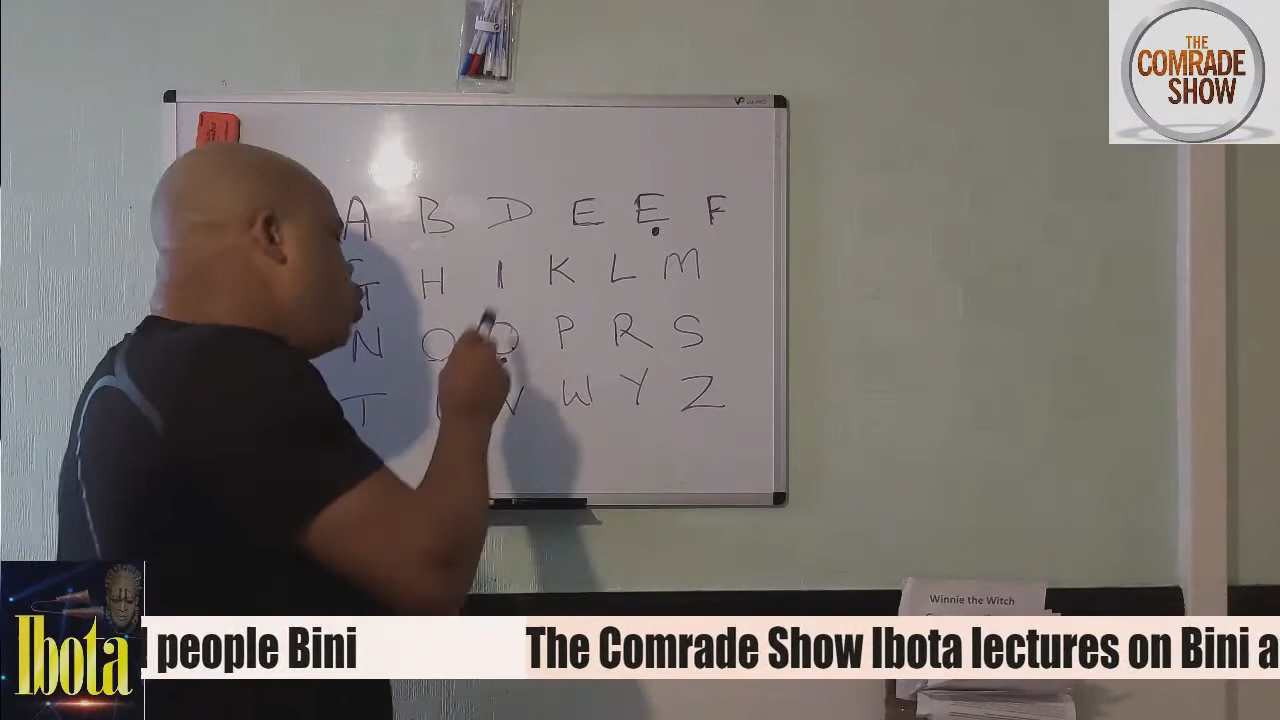 THE
COMRADE
SHOW
A B D E Ẹ F
H I K L M
N O Ọ P R S
T V W Y Z
Winnie the Witch
Ibota
people Bini
The Comrade Show Ibota lectures on Bini a